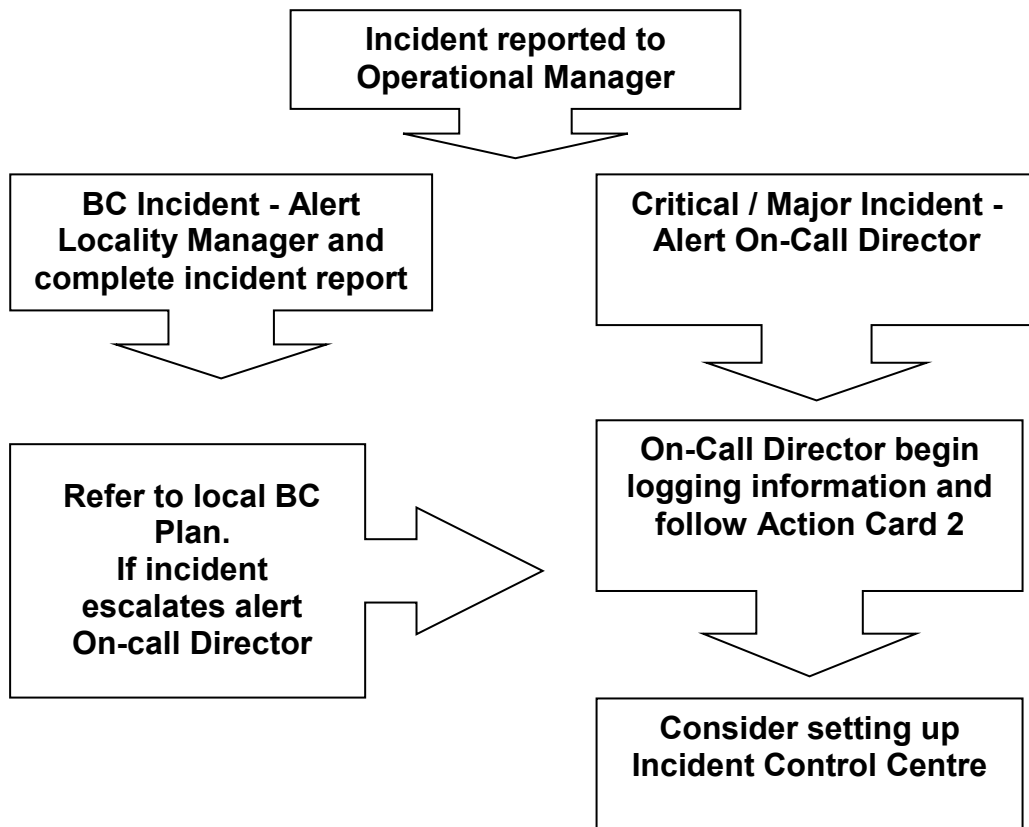 Incident reported to
Operational Manager
BC Incident - Alert
Locality Manager and
complete incident report
Critical / Major Incident -
Alert On-Call Director
Refer to local BC
Plan.
If incident
escalates alert
On-call Director
On-Call Director begin
logging information and
follow Action Card 2
Consider setting up
Incident Control Centre